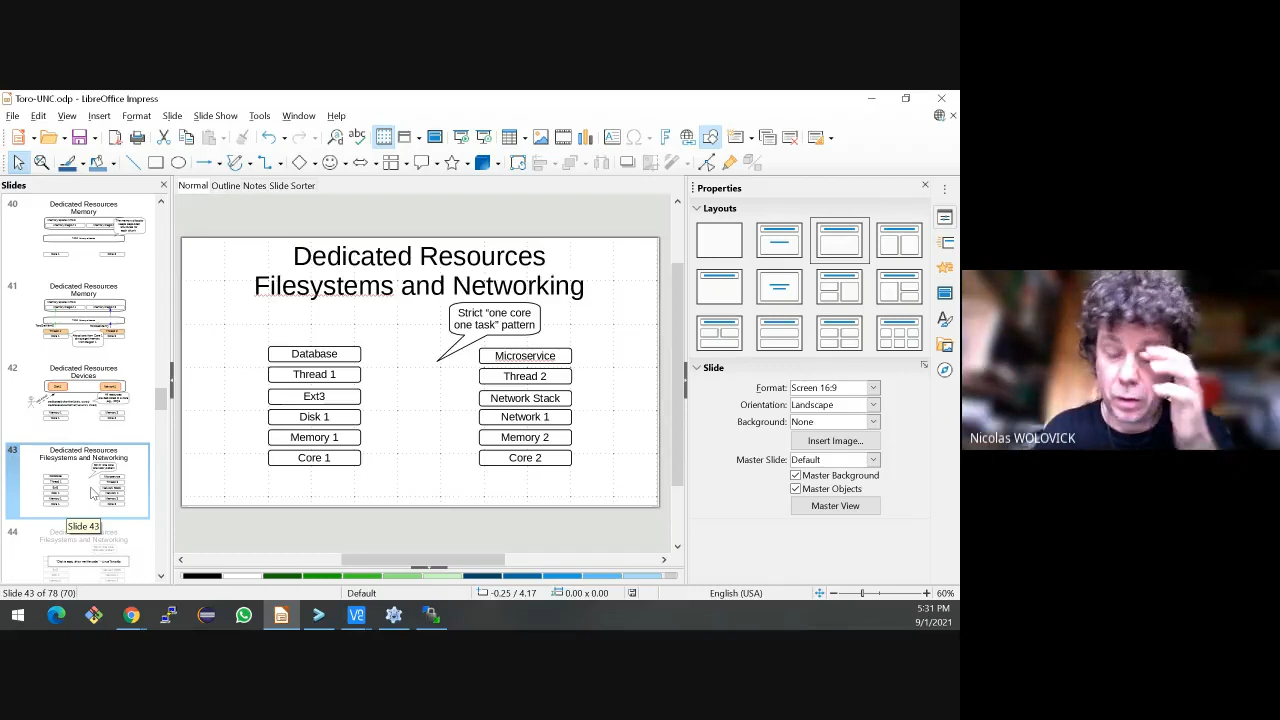 Toro-UNC.odp - LibreOffice Impress
File Edit View Insert Format Slide Slide Show Tools Window Help
Slides
Normal Outline Notes Slide Sorter
Properties
Layouts
40
Dedicated Resources
Memory
41
Dedicated Resources
Memory
42
Dedicated Resources
Devices
43
Dedicated Resources
Filesystems and Networking
Slide 43
44
Dedicated Resources
Filesystems and Networking
Dedicated Resources
Filesystems and Networking
Strict “one core
one task” pattern
Database
Thread 1
Ext3
Disk 1
Memory 1
Core 1
Microservice
Thread 2
Network Stack
Network 1
Memory 2
Core 2
Slide
Format: Screen 16:9
Orientation: Landscape
Background: None
Insert Image...
Master Slide: Default
Master Background
Master Objects
Master View
Slide 43 of 78 (70)
Default
-0.25 / 4.17
0.00 x 0.00
English (USA)
60%
5:31 PM
9/1/2021
Nicolas WOLOVICK